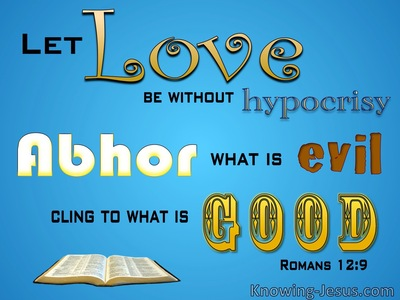 Let Love
be without hypocrisy
Abhor what is evil
cling to what is GOOD
Romans 12:9
Knowing-Jesus.com